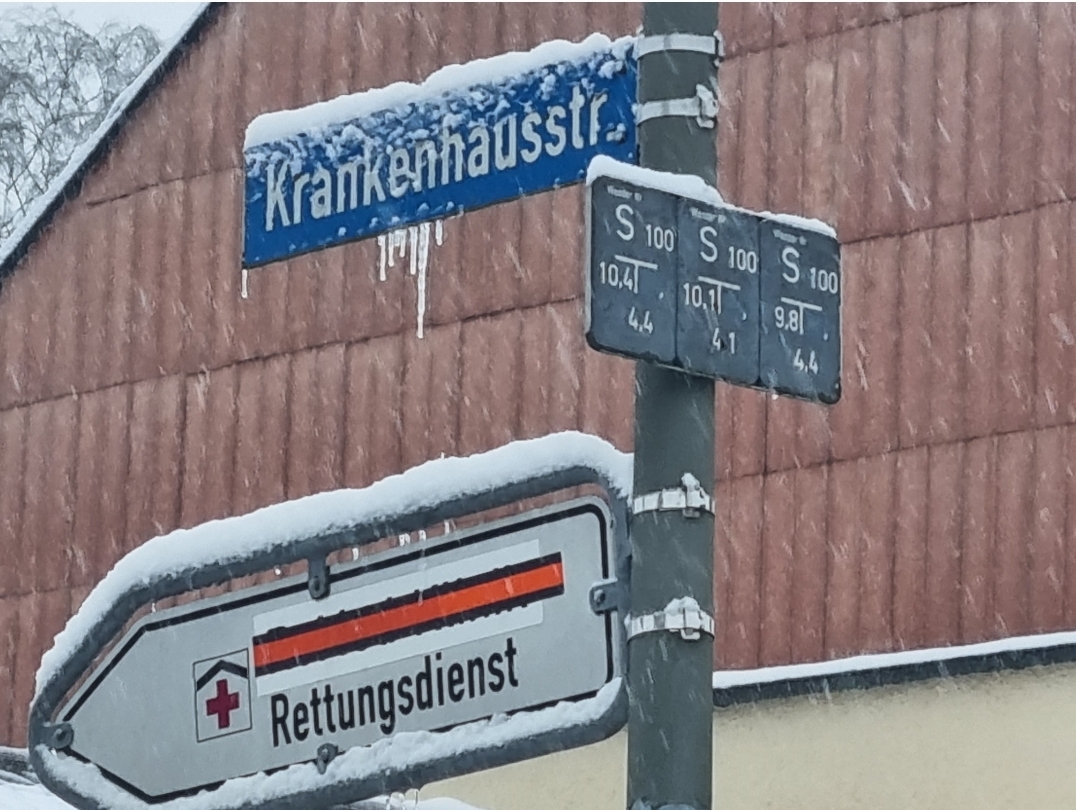 Krankenhausstr.
S 100
10,4
4,4
S 100
10,1
4,1
S 100
9,8
4,4
Rettungsdienst